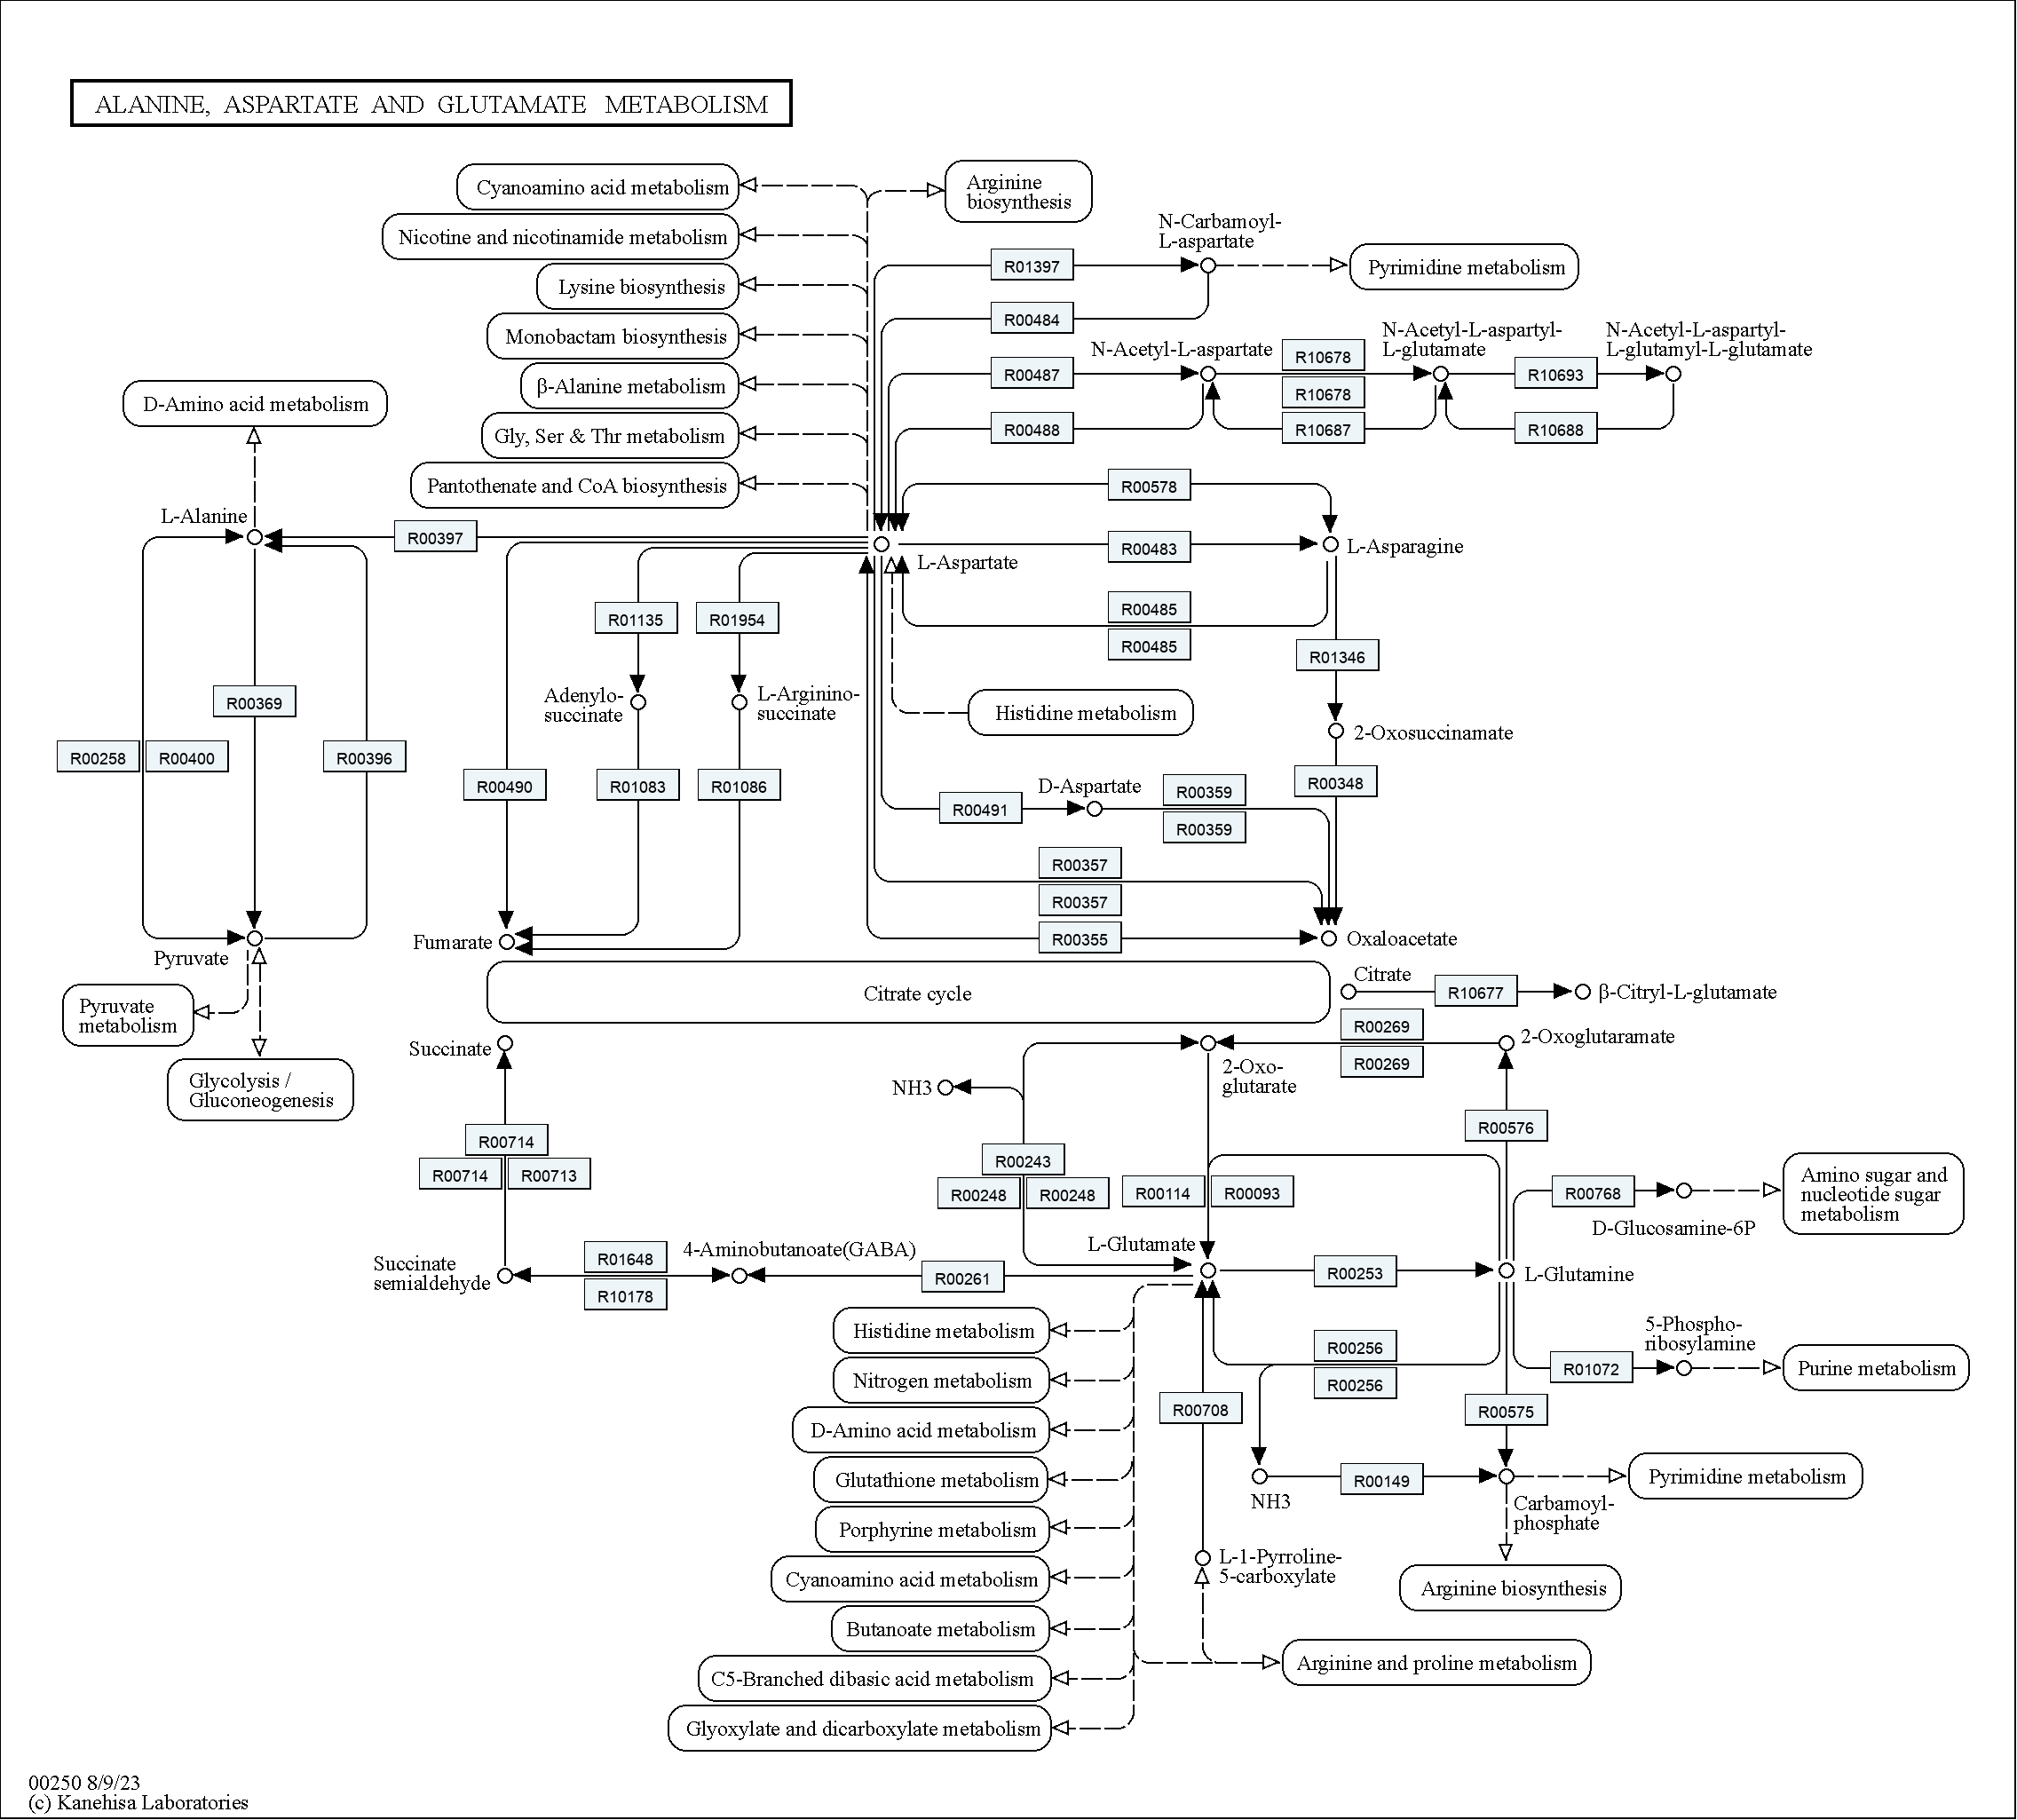 ALANINE, ASPARTATE AND GLUTAMATE METABOLISM
Cyanoamino acid metabolism
Arginine
biosynthesis
Nicotine and nicotinamide metabolism
N-Carbamoyl-
L-aspartate
Lysine biosynthesis
R01397
Pyrimidine metabolism
Monobactam biosynthesis
R00484
N-Acetyl-L-aspartate
R10678
N-Acetyl-L-aspartyl-
L-glutamate
N-Acetyl-L-aspartyl-
L-glutamyl-L-glutamate
β-Alanine metabolism
R00487
R10678
R10693
D-Amino acid metabolism
Gly, Ser & Thr metabolism
R00488
R10687
R10688
Pantothenate and CoA biosynthesis
R00578
L-Alanine
R00397
R00483
L-Asparagine
L-Aspartate
R01135
R01954
R00485
R00485
R01346
R00369
Adenylo-
succinate
L-Arginino-
succinate
Histidine metabolism
2-Oxosuccinamate
R00258
R00400
R00396
R00490
R01083
R01086
D-Aspartate
R00359
R00348
R00491
R00359
R00357
R00357
R00355
Fumarate
Oxaloacetate
Pyruvate
Citrate cycle
Citrate
R10677
β-Citryl-L-glutamate
Pyruvate
metabolism
Glycolysis /
Gluconeogenesis
Succinate
R00269
R00269
2-Oxoglutaramate
2-Oxo-
glutarate
NH3
R00714
R00714
R00713
R00243
R00248
R00248
R00114
R00093
R00576
R00768
D-Glucosamine-6P
Amino sugar and
nucleotide sugar
metabolism
Succinate
semialdehyde
R01648
R10178
4-Aminobutanoate(GABA)
R00261
L-Glutamate
R00253
L-Glutamine
Histidine metabolism
Nitrogen metabolism
D-Amino acid metabolism
Glutathione metabolism
Porphyrine metabolism
Cyanoamino acid metabolism
Butanoate metabolism
C5-Branched dibasic acid metabolism
Glyoxylate and dicarboxylate metabolism
R00256
R00256
5-Phospho-
ribosylamine
R01072
Purine metabolism
R00708
R00575
NH3
R00149
Carbamoyl-
phosphate
Pyrimidine metabolism
L-1-Pyrroline-
5-carboxylate
Arginine biosynthesis
Arginine and proline metabolism
00250 8/9/23
(c) Kanehisa Laboratories